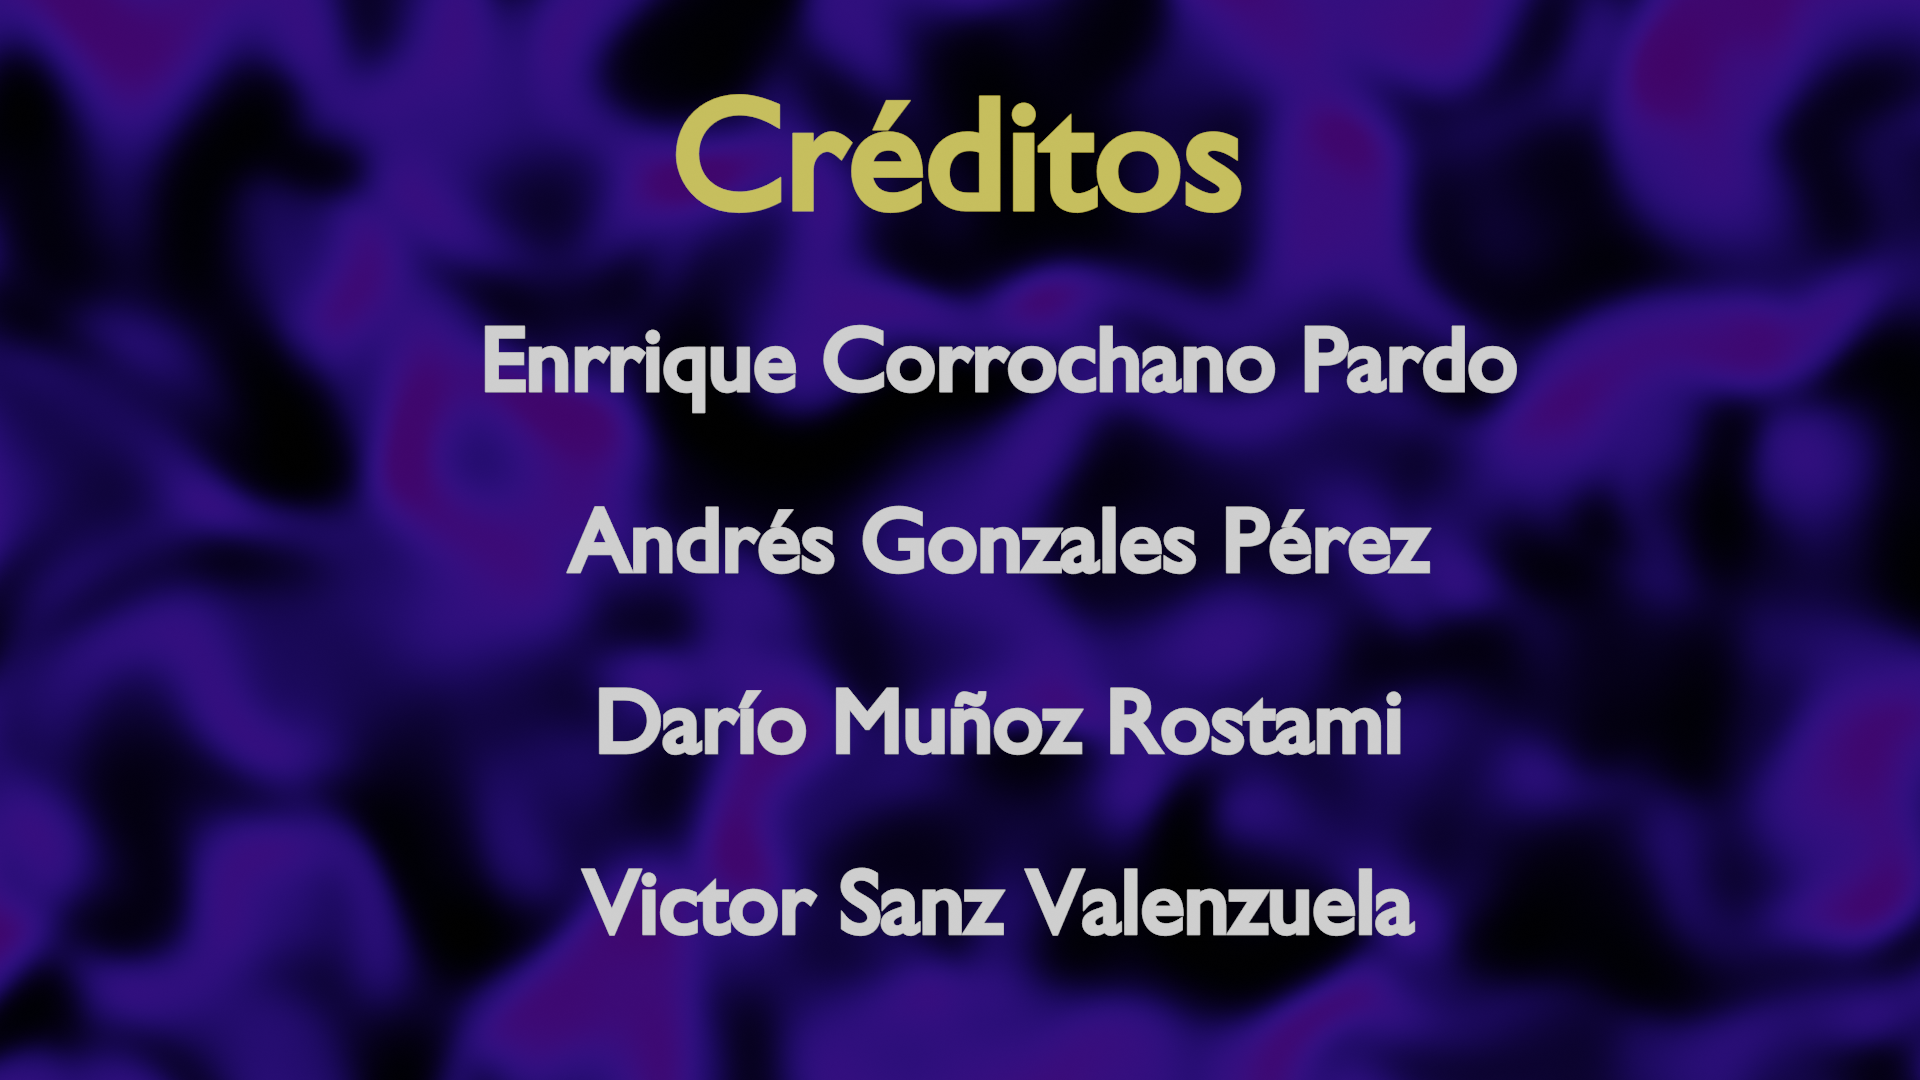 Créditos
Enrrique Corrochano Pardo
Andrés Gonzales Pérez
Darío Muñoz Rostami
Victor Sanz Valenzuela